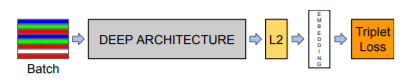 DEEP ARCHITECTURE
L2
EMBEDDING
Triplet
Loss
Batch